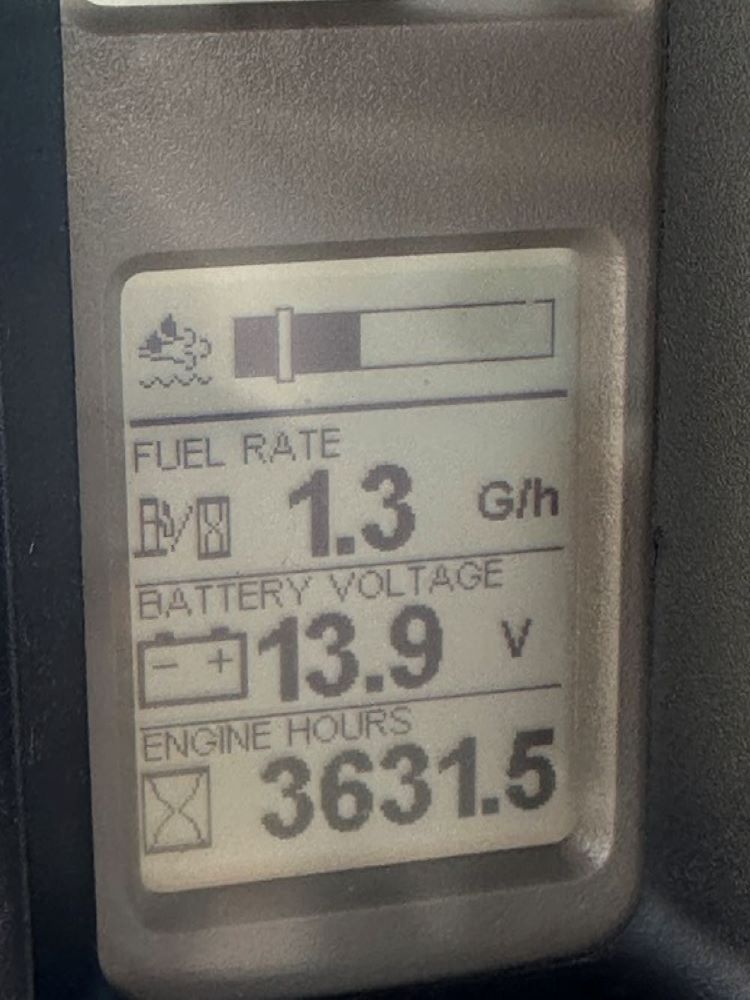 FUEL RATE
1.3 G/h
BATTERY VOLTAGE
- + 13.9 V
ENGINE HOURS
3631.5